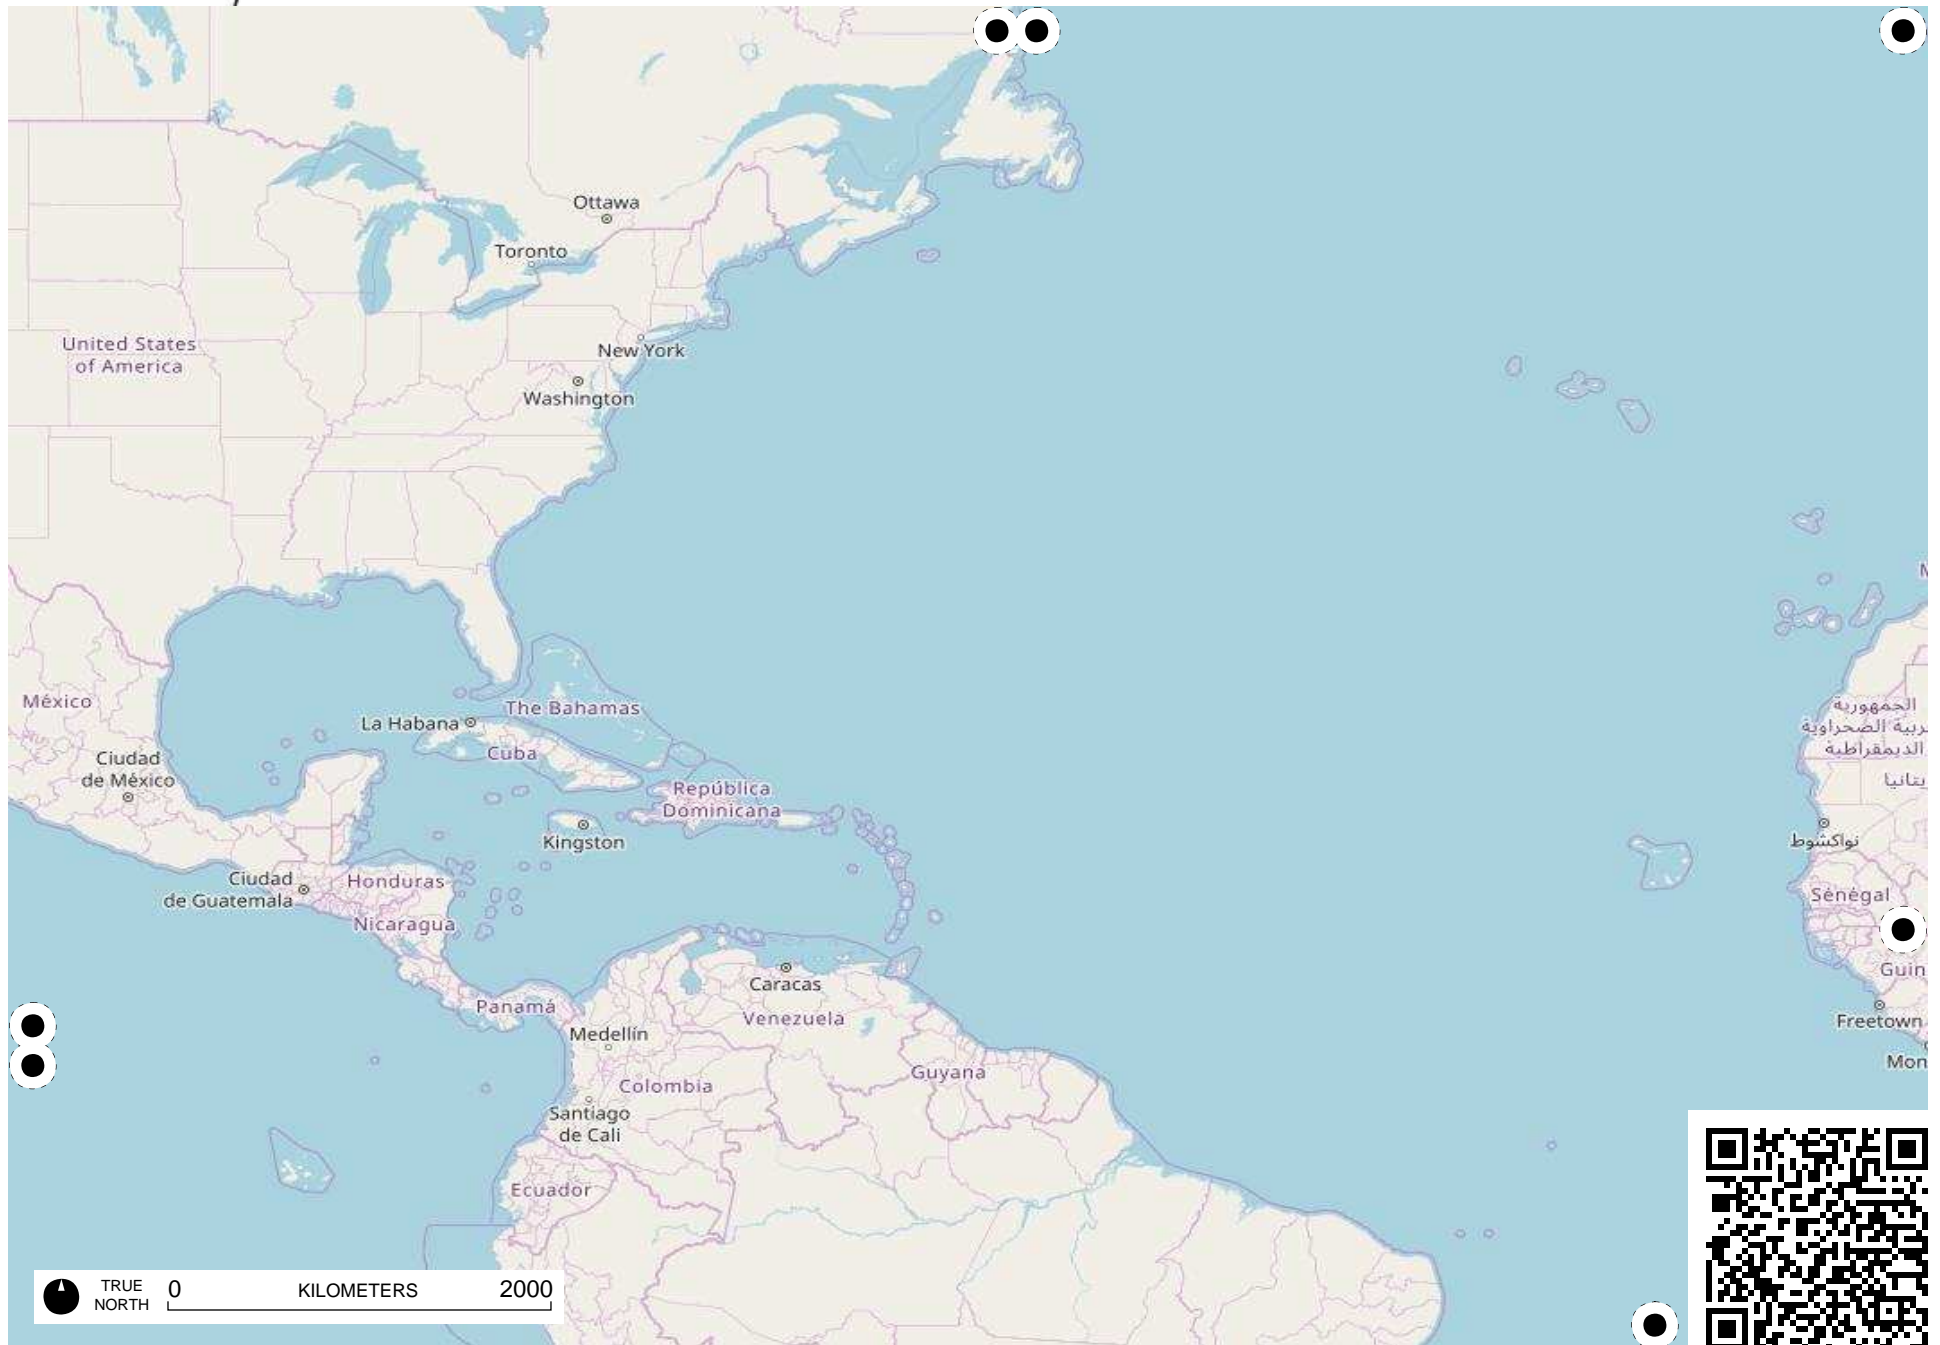 Ottawa
Toronto
United States
of America
New York
Washington
México
La Habana
The Bahamas
Cuba
Ciudad
de México
República
Dominicana
Kingston
الجمهورية
الديمقراطية
نواكشوط
Ciudad
de Guatemala
Honduras
Nicaragua
Sénégal
Caracas
Guin
Panamá
Venezuela
Freetown
Medellín
Mon
Guyana
Colombia
Santiago
de Cali
Ecuador
TRUE
NORTH
0 KILOMETERS 2000